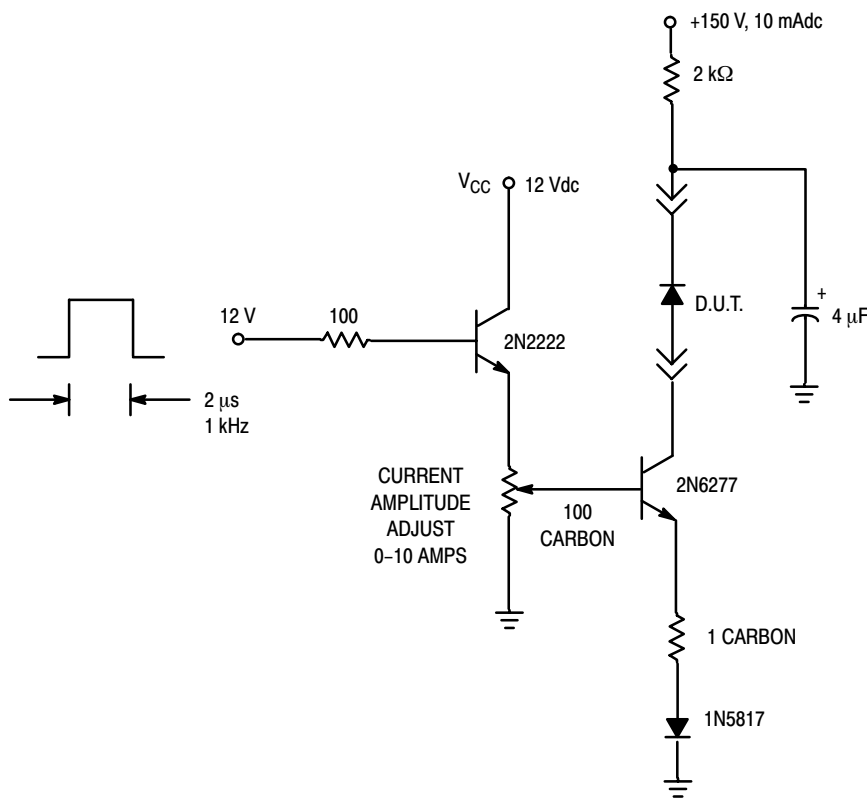 +150 V, 10 mAdc
2 kΩ
VCC
12 Vdc
12 V
100
2N2222
D.U.T.
+
4 μF
2 μs
1 kHz
CURRENT
AMPLITUDE
ADJUST
0–10 AMPS
100
CARBON
2N6277
1 CARBON
1N5817